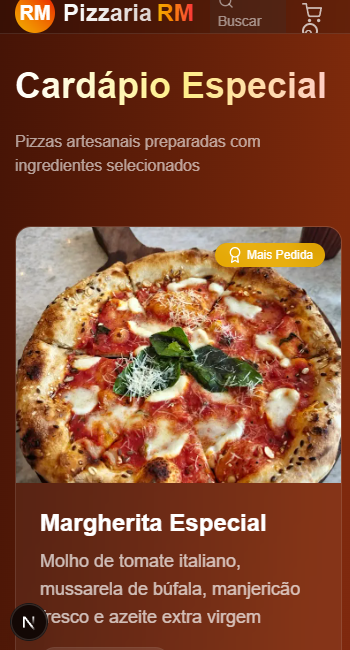 RM Pizzaria RM
Buscar
Cardápio Especial
Pizzas artesanais preparadas com
ingredientes selecionados
Mais Pedida
Margherita Especial
Molho de tomate italiano,
mussarela de búfala, manjericão
fresco e azeite extra virgem
N